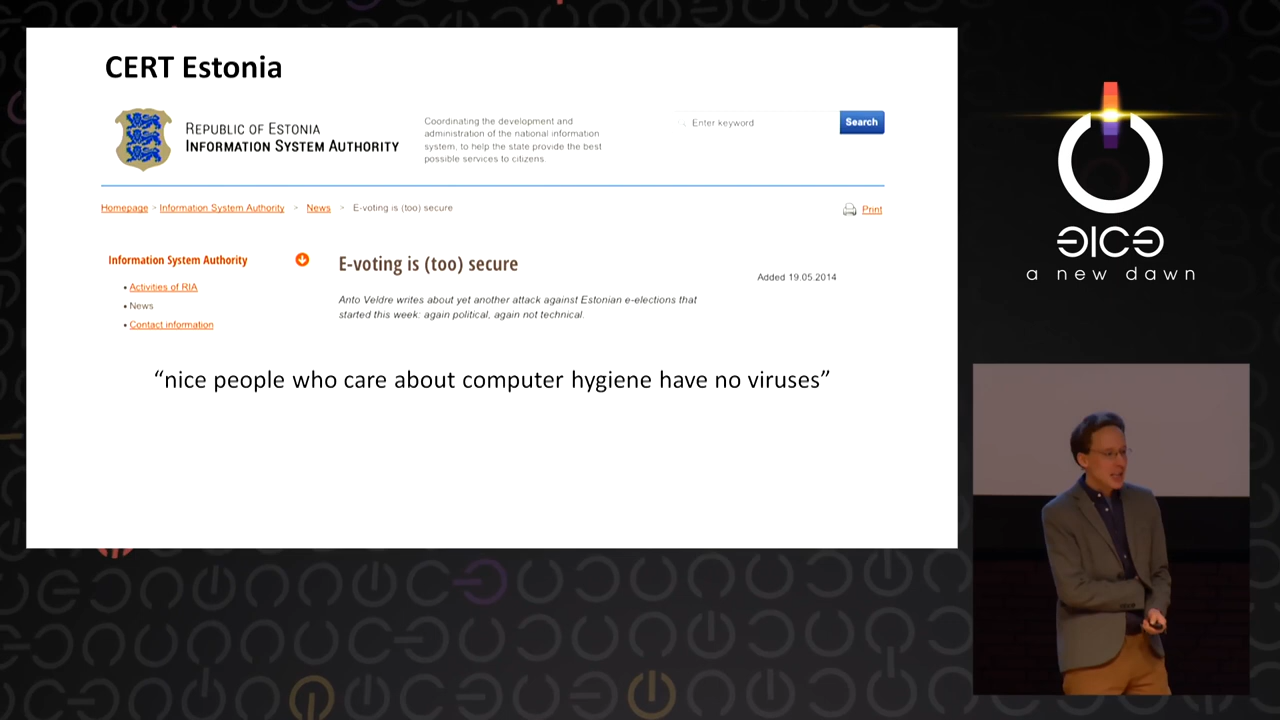 CERT Estonia
REPUBLIC OF ESTONIA
INFORMATION SYSTEM AUTHORITY
Coordinating the development and
administration of the national information
system, to help the state provide the best
possible services to citizens.
Enter keyword
Search
Homepage > Information System Authority > News > E-voting is (too) secure
Print
Information System Authority
• Activities of RIA
• News
• Contact information
E-voting is (too) secure
Added 19.05.2014
Anto Veldre writes about yet another attack against Estonian e-elections that
started this week: again political, again not technical.
“nice people who care about computer hygiene have no viruses”
a new dawn